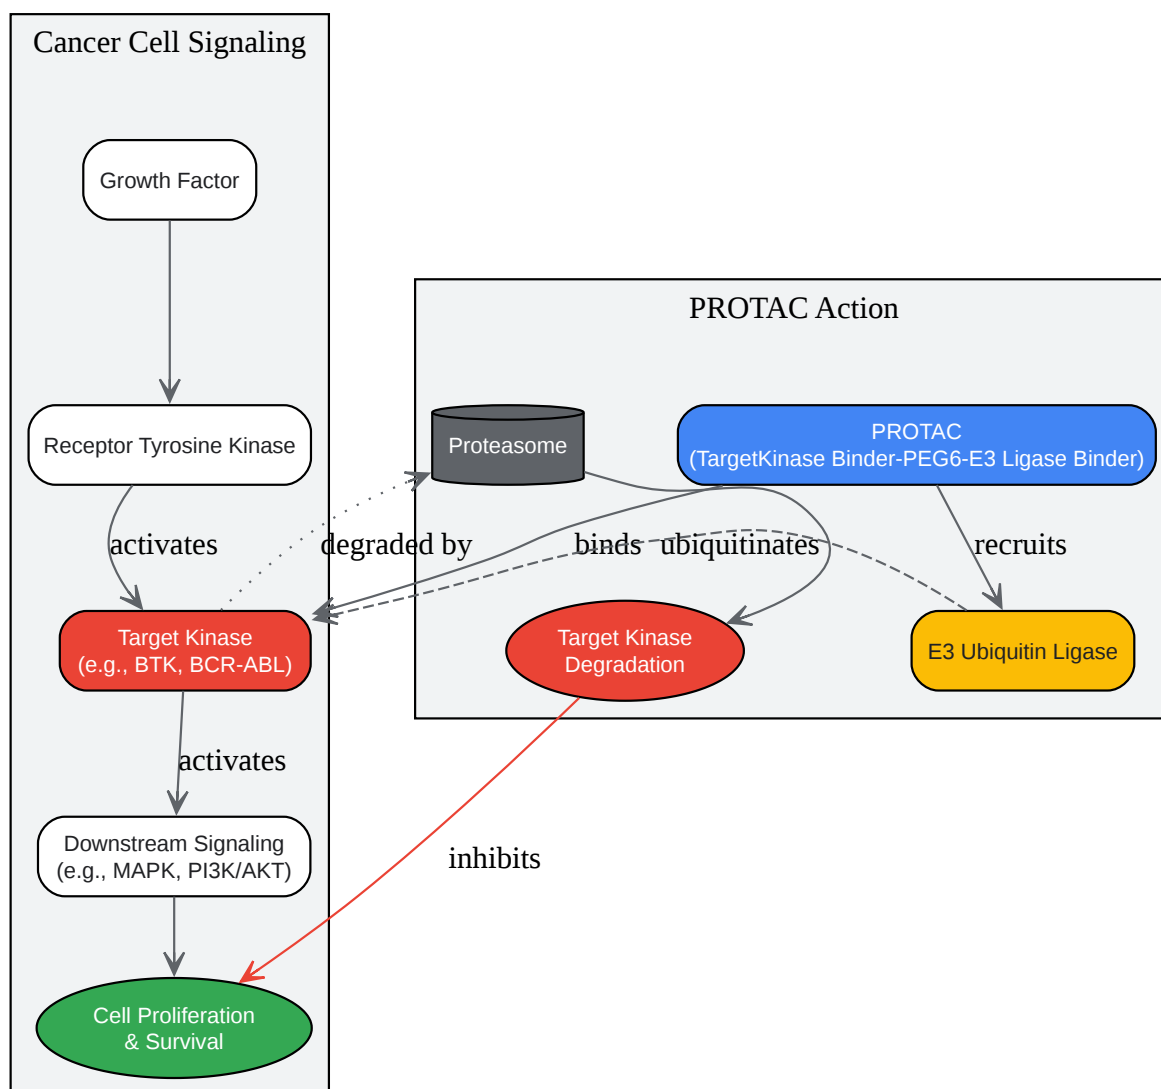 Cancer Cell Signaling
Growth Factor
PROTAC Action
Receptor Tyrosine Kinase
Proteasome
PROTAC
(TargetKinase Binder-PEG6-E3 Ligase Binder)
activates
degraded by
binds
ubiquitinates
recruits
Target Kinase
(e.g., BTK, BCR-ABL)
Target Kinase
Degradation
E3 Ubiquitin Ligase
activates
Downstream Signaling
(e.g., MAPK, PI3K/AKT)
inhibits
Cell Proliferation
& Survival